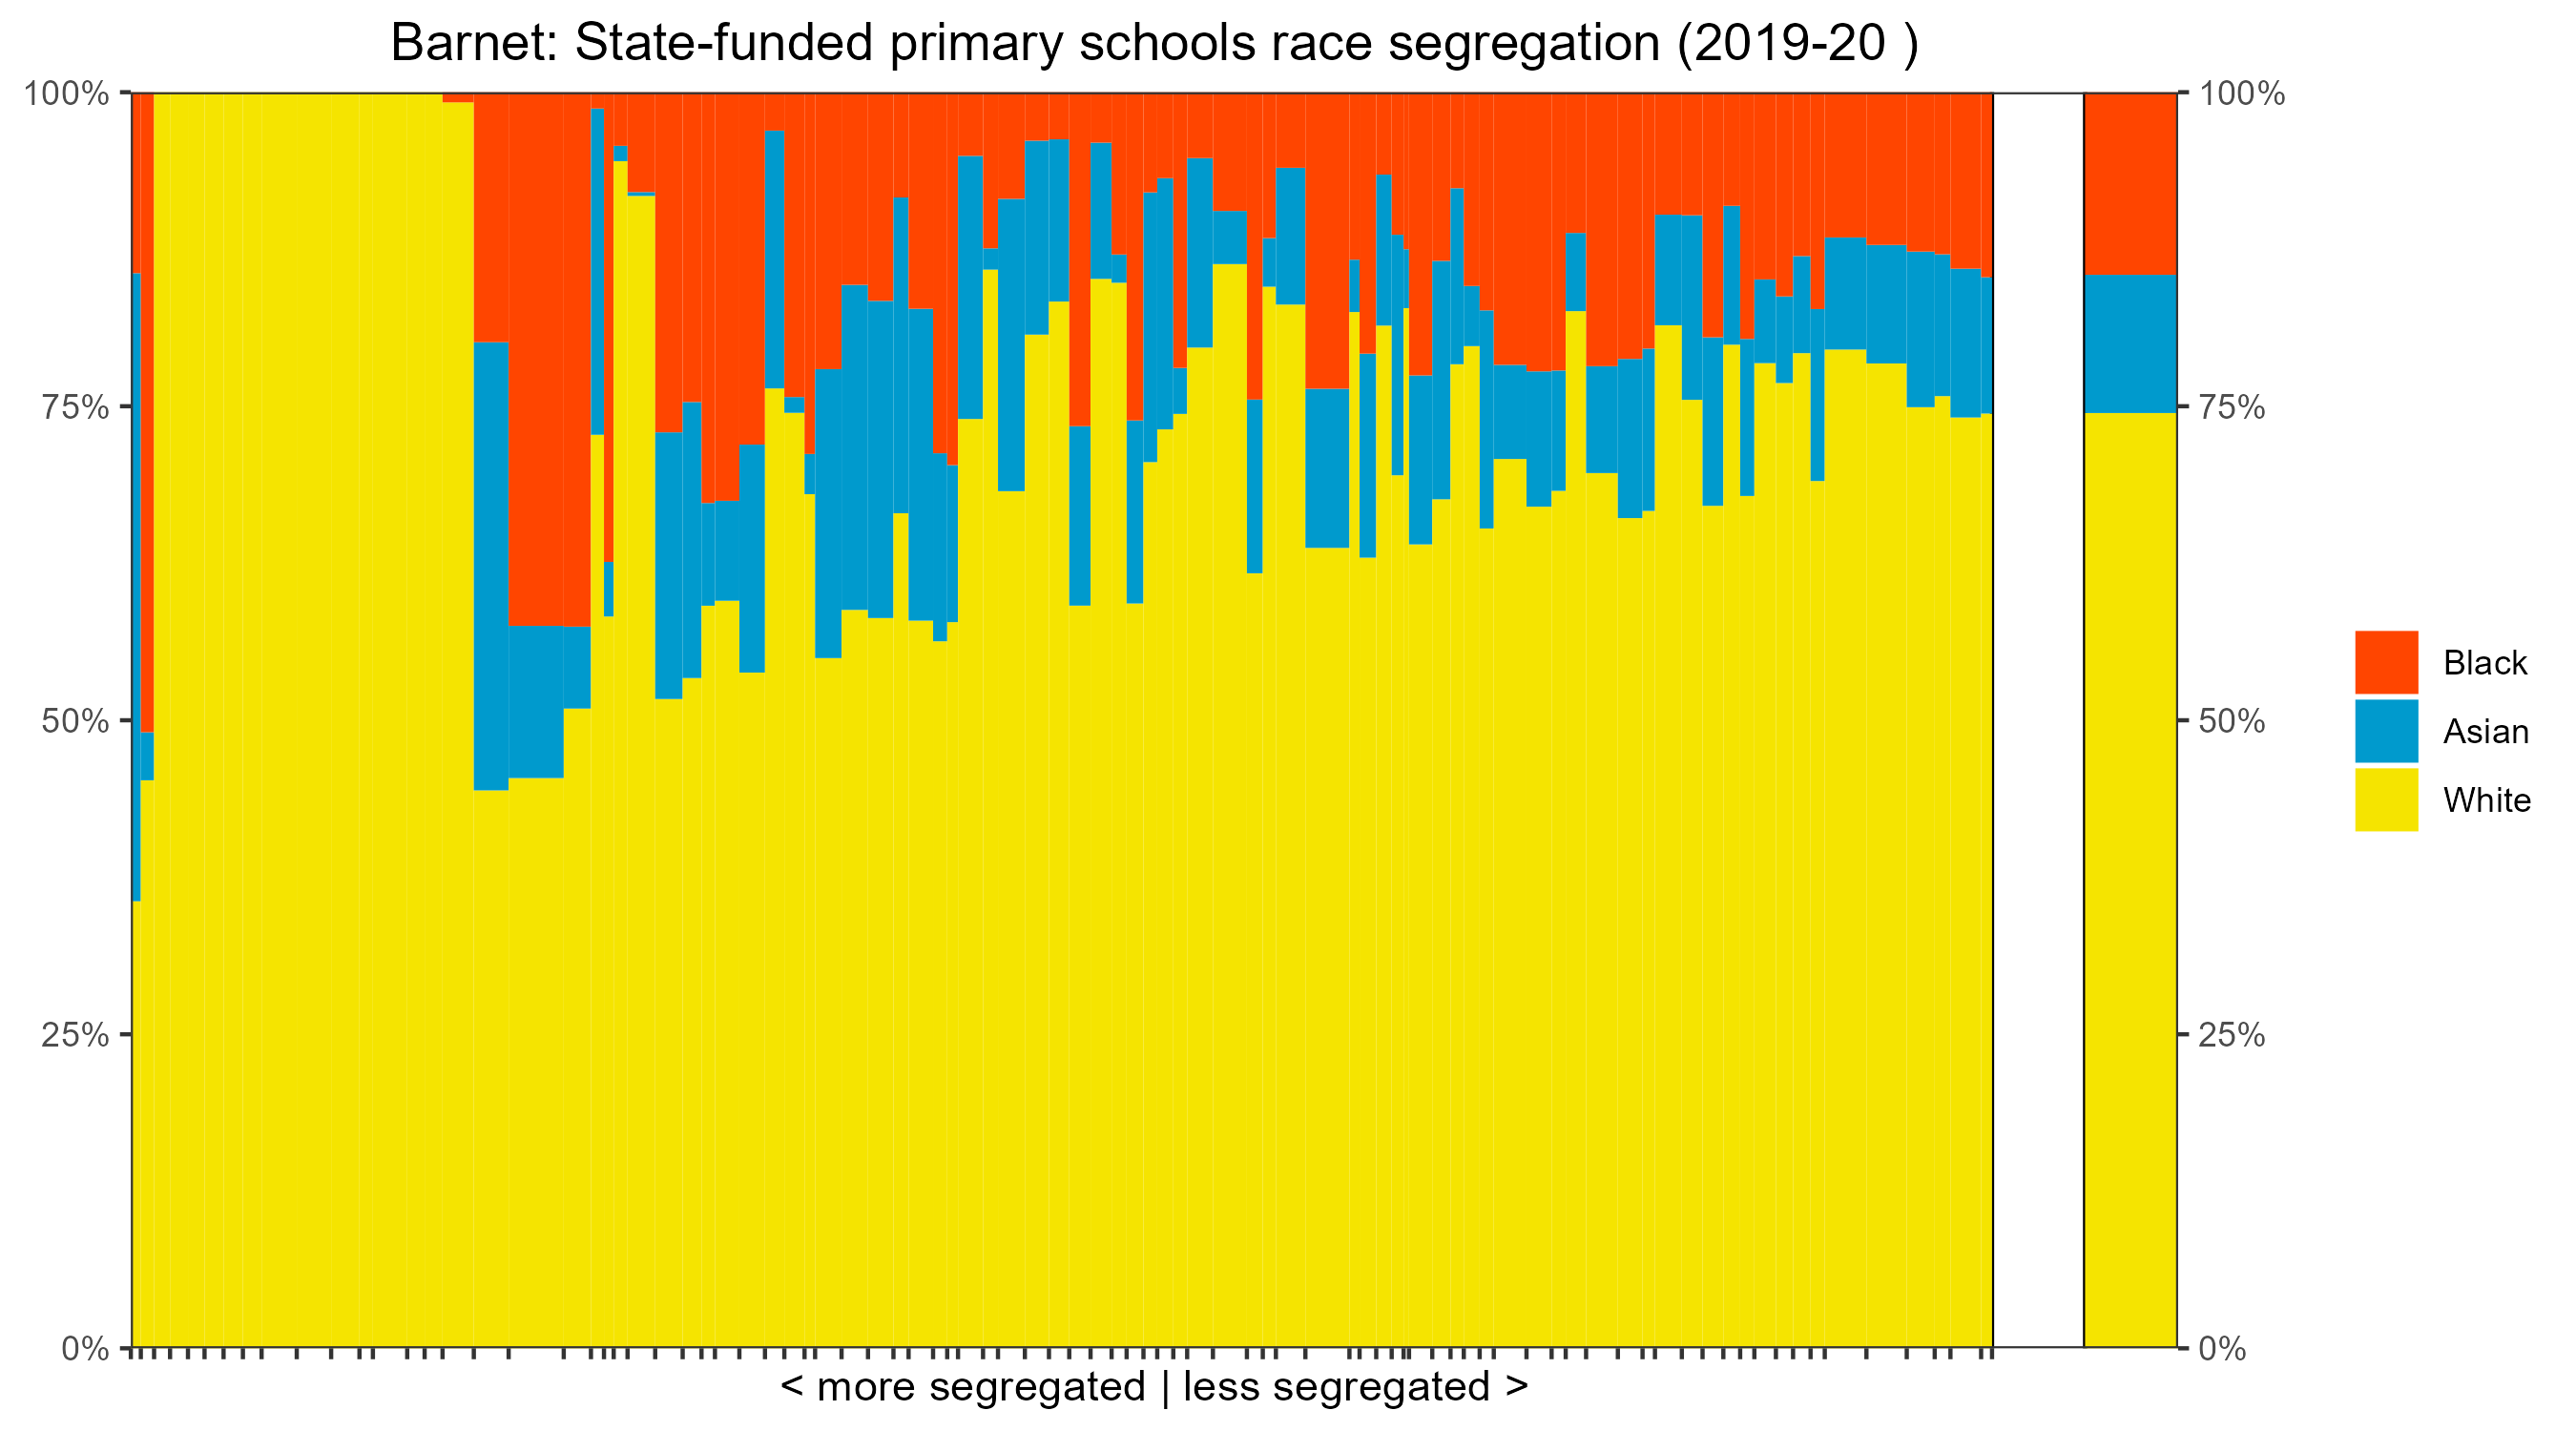 Barnet: State-funded primary schools race segregation (2019-20 )
100%
75%
50%
25%
0%
100%
75%
50%
25%
0%
Black
Asian
White
< more segregated | less segregated >